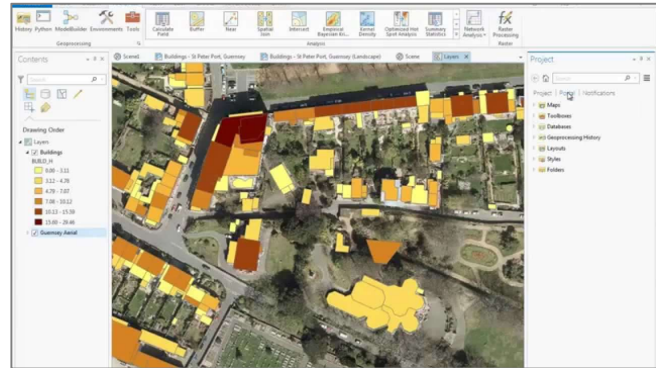 History Python ModelBuilder Environments Tools
Geoprocessing
Calculate Field
Buffer
Near
Spatial Join
Intersect
Empirical Bayesian Kri...
Kernel Density
Optimized Hot Spot Analysis
Summary Statistics
Analysis
Network Analysis
Raster Processing
Raster
Contents
Search
Drawing Order
Layers
Buildings
BUILD_H
0.00 - 3.11
3.12 - 4.78
4.79 - 7.07
7.08 - 10.12
10.13 - 15.59
15.60 - 28.46
Guernsey Aerial
Scene1
Buildings - St Peter Port, Guernsey
Buildings - St Peter Port, Guernsey (Landscape)
Scene
Layers
Project
Search
Project | Portal | Notifications
Maps
Toolboxes
Databases
Geoprocessing History
Layouts
Styles
Folders